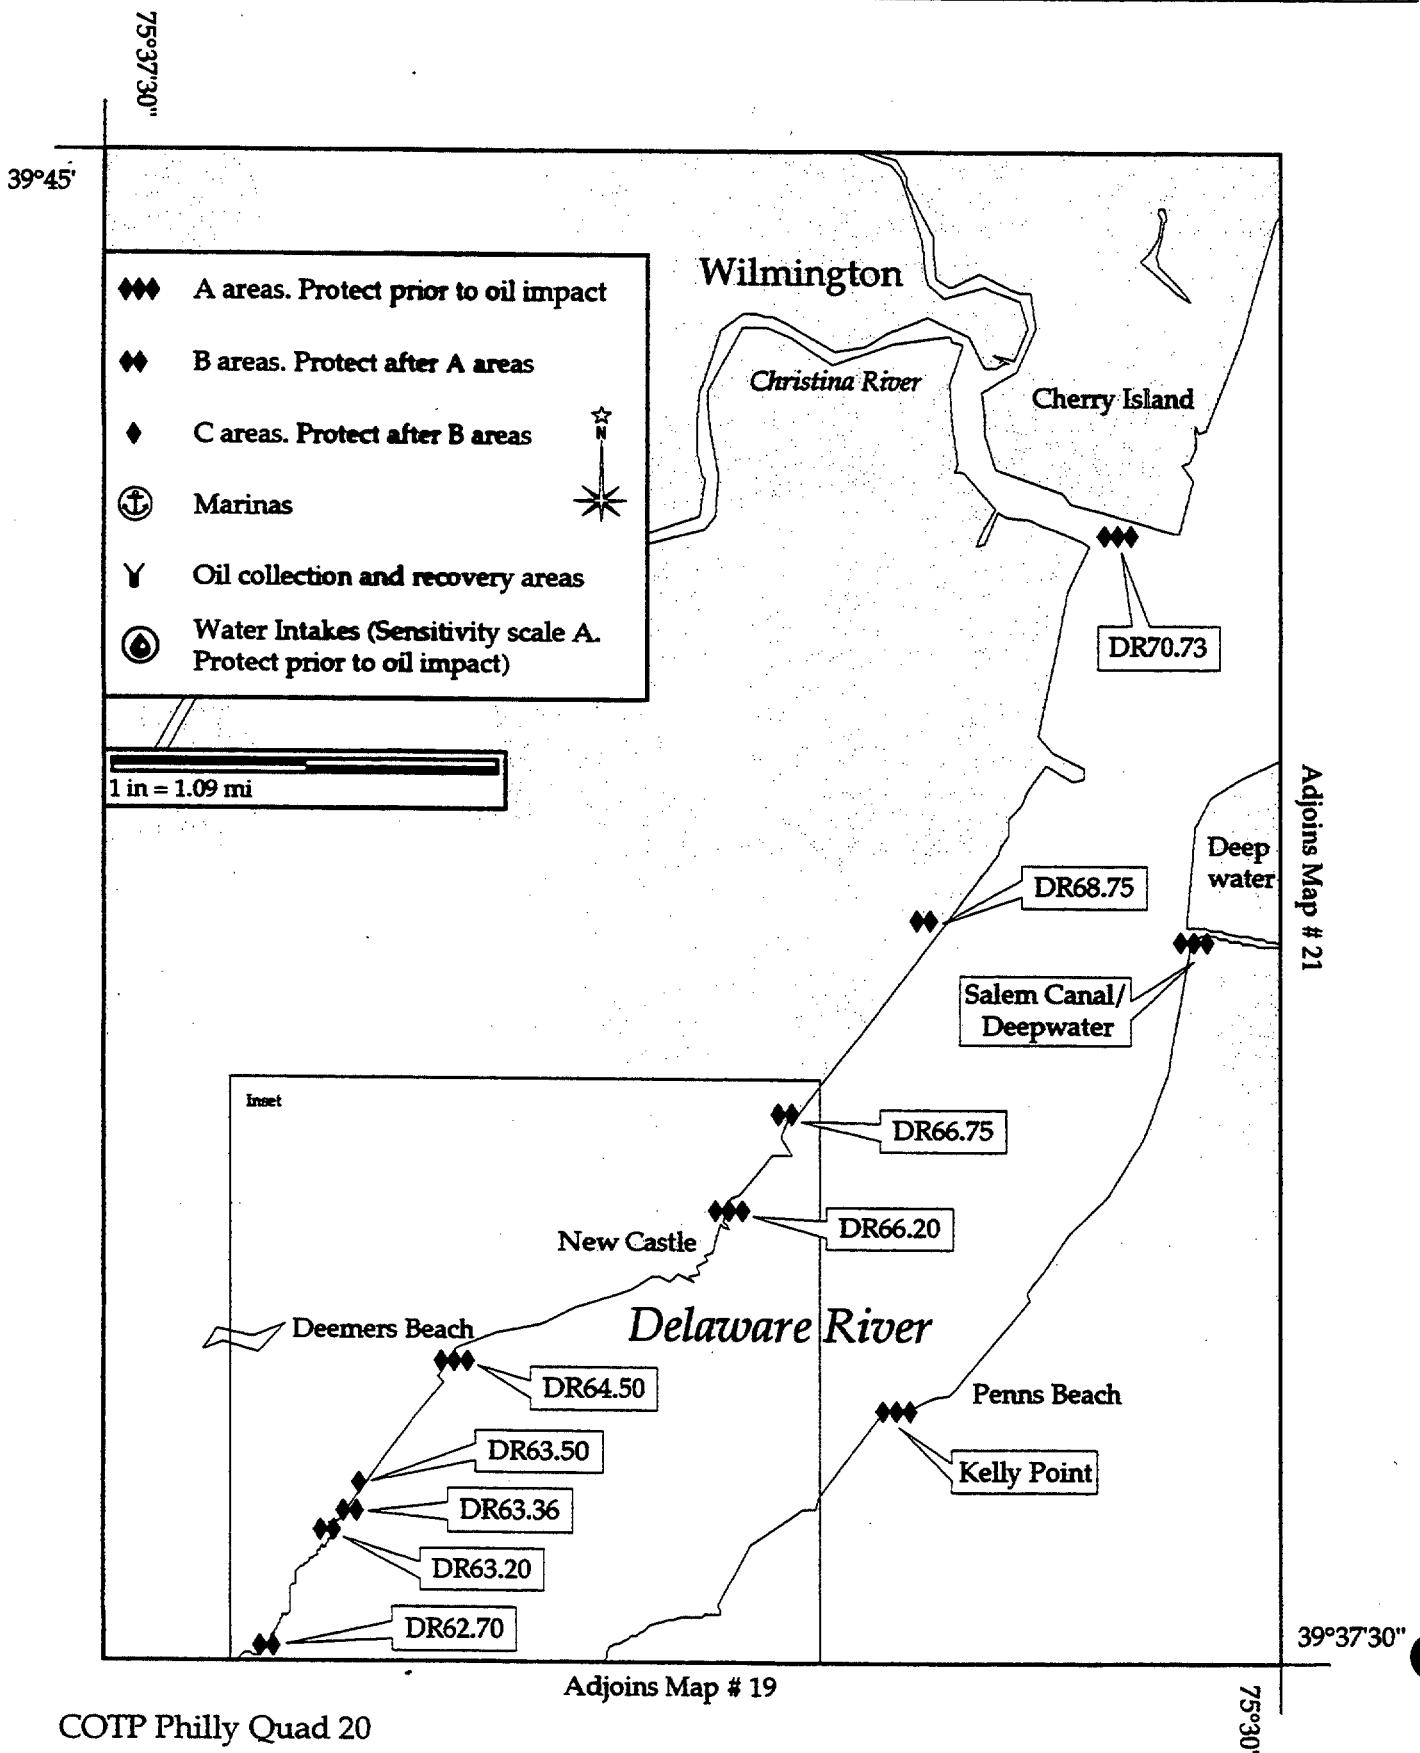 75°37'30"
39°45'
A areas. Protect prior to oil impact
B areas. Protect after A areas
C areas. Protect after B areas
N
Marinas
Oil collection and recovery areas
Water Intakes (Sensitivity scale A.
Protect prior to oil impact)
1 in = 1.09 mi
Wilmington
Christina River
Cherry Island
DR70.73
Adjoins Map # 21
Deep
water
DR68.75
Salem Canal/
Deepwater
Inset
DR66.75
DR66.20
New Castle
Delaware River
Deemers Beach
DR64.50
Penns Beach
DR63.50
Kelly Point
DR63.36
DR63.20
DR62.70
39°37'30"
Adjoins Map # 19
75°30'
COTP Philly Quad 20